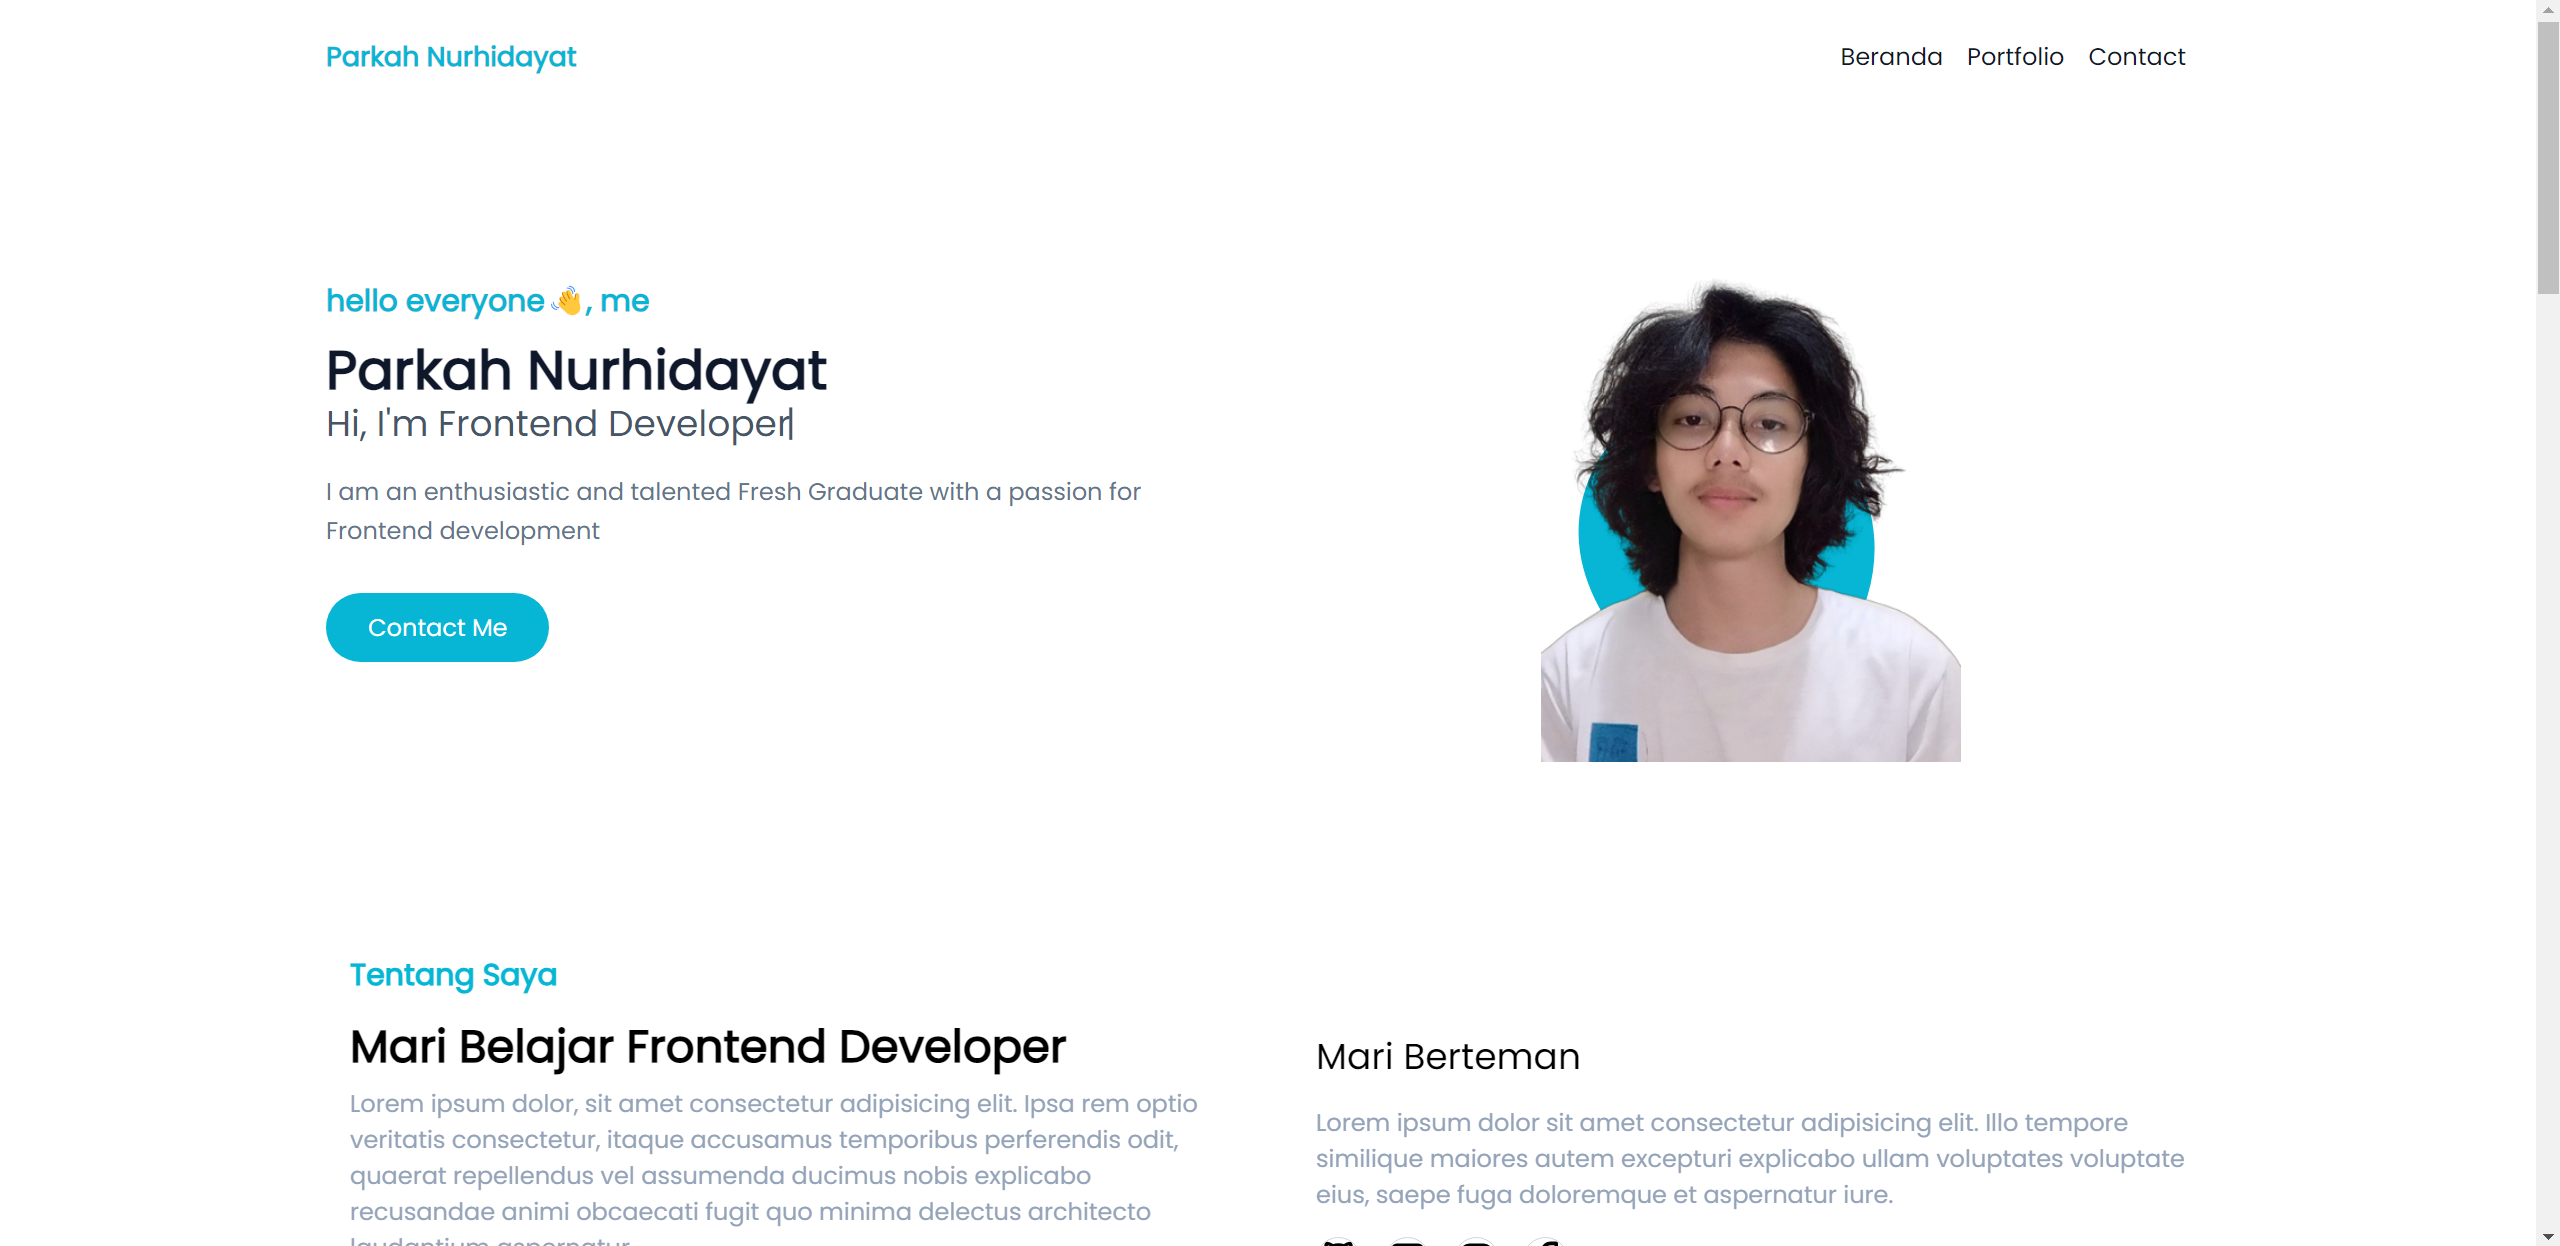 Parkah Nurhidayat
Beranda Portfolio Contact
hello everyone 👋, me
Parkah Nurhidayat
Hi, I'm Frontend Developer
I am an enthusiastic and talented Fresh Graduate with a passion for
Frontend development
Contact Me
Tentang Saya
Mari Belajar Frontend Developer
Lorem ipsum dolor, sit amet consectetur adipisicing elit. Ipsa rem optio
veritatis consectetur, itaque accusamus temporibus perferendis odit,
quaerat repellendus vel assumenda ducimus nobis explicabo
recusandae animi obcaecati fugit quo minima delectus architecto
laudantium aspernatur.
Mari Berteman
Lorem ipsum dolor sit amet consectetur adipisicing elit. Illo tempore
similique maiores autem excepturi explicabo ullam voluptates voluptate
eius, saepe fuga doloremque et aspernatur iure.